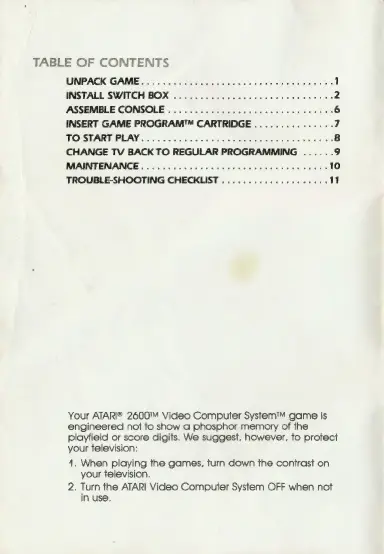 TABLE OF CONTENTS
UNPACK GAME. . . . . . . . . . . . . . . . . . . . . . . . . . . . . . . . . . . .1
INSTALL SWITCH BOX . . . . . . . . . . . . . . . . . . . . . . . . . . . . . .2
ASSEMBLE CONSOLE . . . . . . . . . . . . . . . . . . . . . . . . . . . . . . .6
INSERT GAME PROGRAM™ CARTRIDGE . . . . . . . . . . . . . . .7
TO START PLAY. . . . . . . . . . . . . . . . . . . . . . . . . . . . . . . . . . . .8
CHANGE TV BACK TO REGULAR PROGRAMMING . . . . . .9
MAINTENANCE. . . . . . . . . . . . . . . . . . . . . . . . . . . . . . . . . . . 10
TROUBLE-SHOOTING CHECKLIST . . . . . . . . . . . . . . . . . . . . 11
Your ATARI® 2600™ Video Computer System™ game is
engineered not to show a phosphor memory of the
playfield or score digits. We suggest, however, to protect
your television:
1. When playing the games, turn down the contrast on
your television.
2. Turn the ATARI Video Computer System OFF when not
in use.